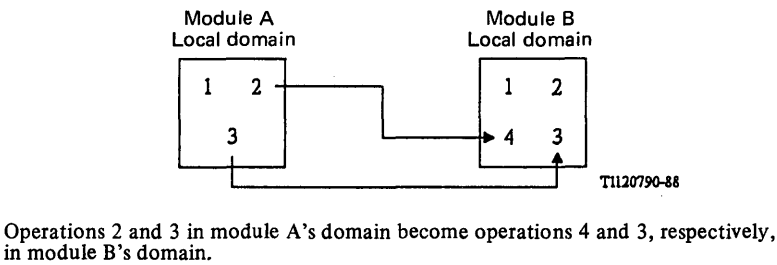 Module A Module B
Local domain Local domain
1 2 1 2
3 4 3
T1120790-88
Operations 2 and 3 in module A's domain become operations 4 and 3, respectively,
in module B's domain.